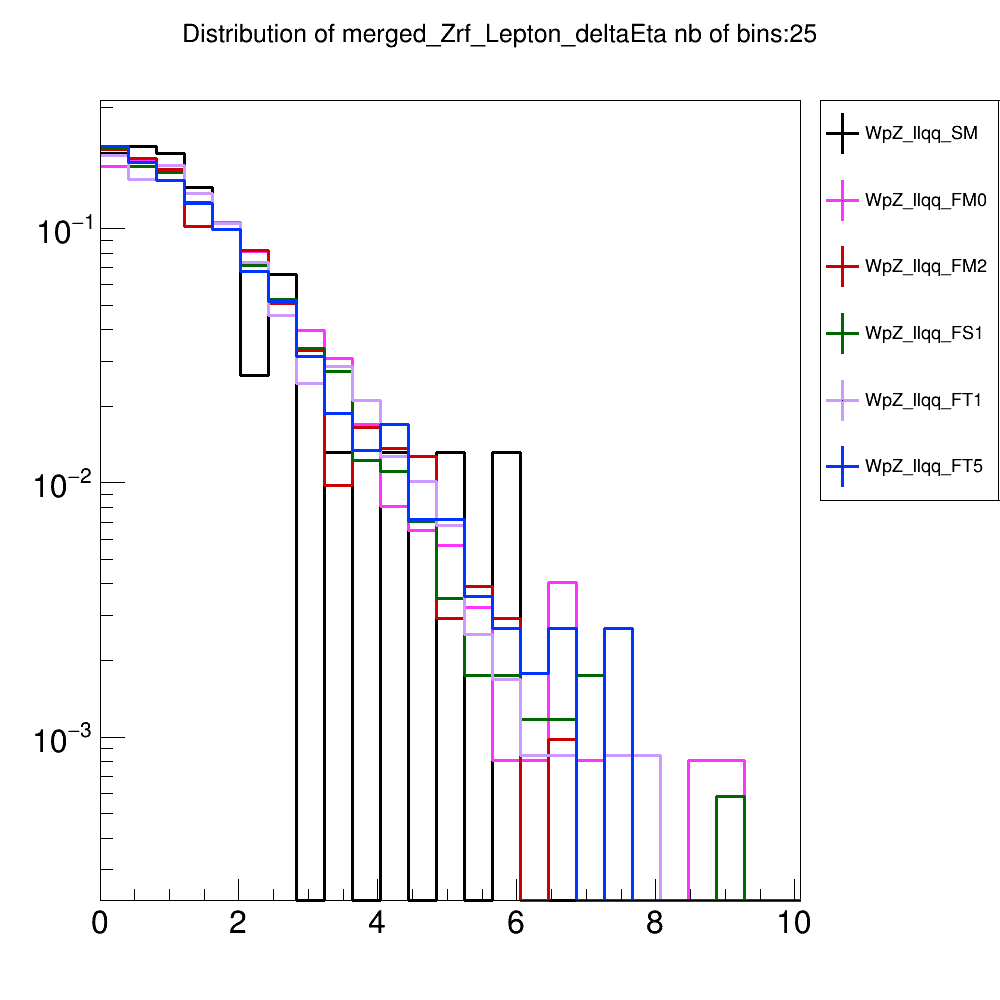 Distribution of merged_Zrf_Lepton_deltaEta nb of bins:25
WpZ_llqq_SM
WpZ_llqq_FM0
WpZ_llqq_FM2
WpZ_llqq_FS1
WpZ_llqq_FT1
WpZ_llqq_FT5
10⁻¹
10⁻²
10⁻³
0 2 4 6 8 10